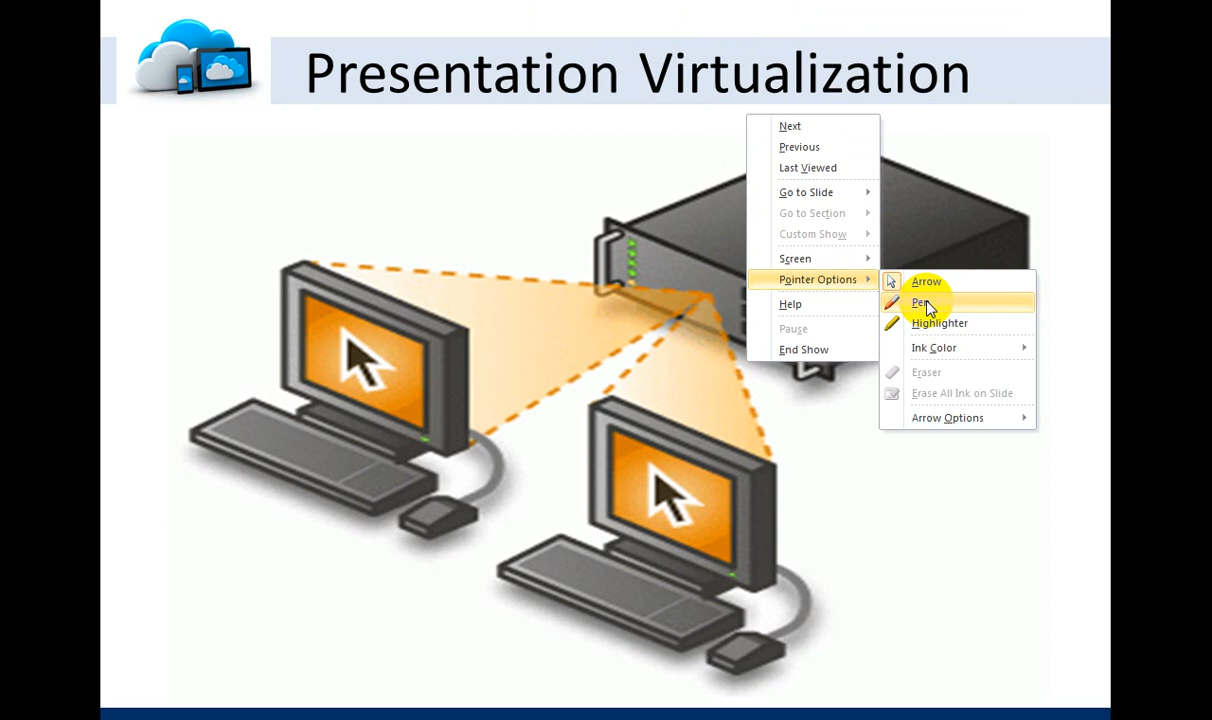 Presentation Virtualization
Next
Previous
Last Viewed
Go to Slide
Go to Section
Custom Show
Screen
Pointer Options
Help
Pause
End Show
Arrow
Pen
Highlighter
Ink Color
Eraser
Erase All Ink on Slide
Arrow Options